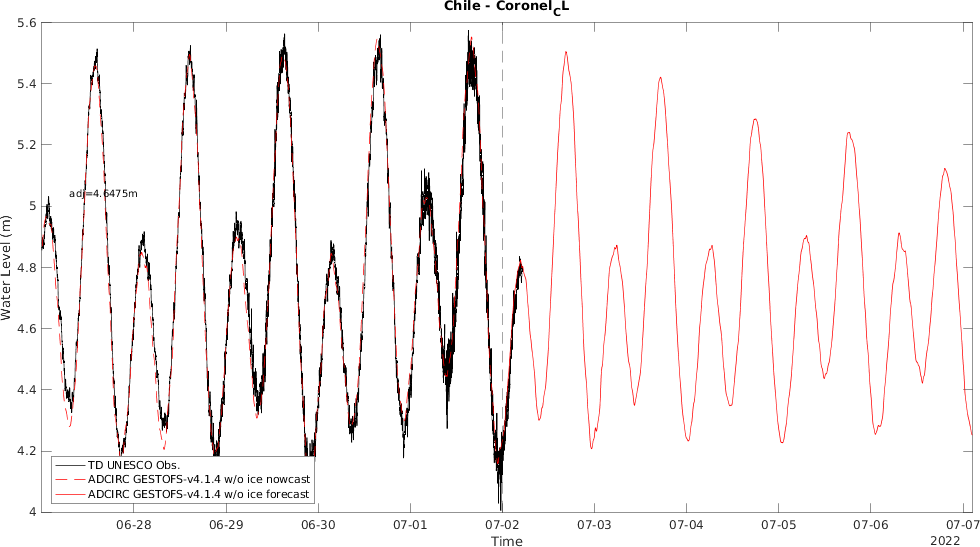 Chile - Coronel_CL
5.6
5.4
5.2
5
4.8
4.6
4.4
4.2
4
Water Level (m)
adj=4.6475m
TD UNESCO Obs.
ADCIRC GESTOFS-v4.1.4 w/o ice nowcast
ADCIRC GESTOFS-v4.1.4 w/o ice forecast
06-28 06-29 06-30 07-01 07-02 07-03 07-04 07-05 07-06 07-07
Time
2022